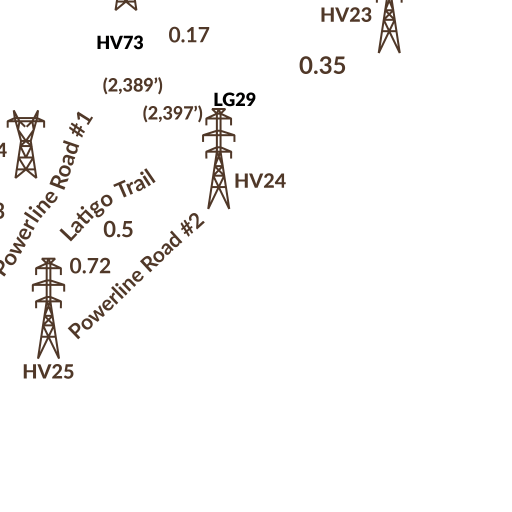 HV23
0.17
HV73
0.35
(2,389’)
LG29
(2,397’)
4
Powerline Road #1
HV24
Latigo Trail
0.5
Powerline Road #2
0.72
HV25